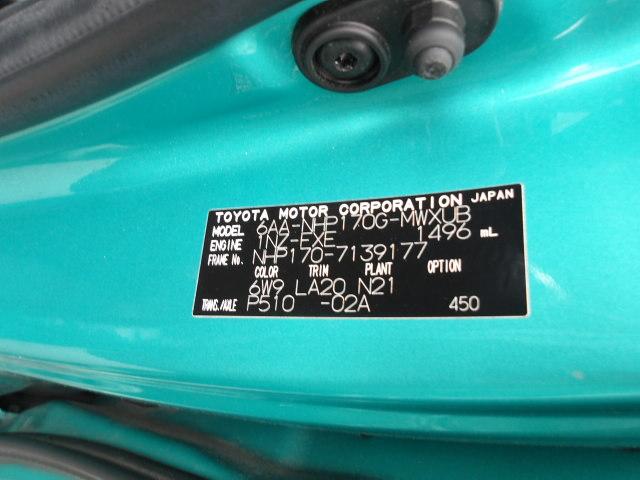 TOYOTA MOTOR CORPORATION JAPAN
MODEL 6AA-NHP170G-MWXUB
ENGINE 1NZ-EXE 1496 mL
FRAME No. NHP170-7139177
COLOR TRIM PLANT OPTION
6W9 LA20 N21
TRANS./AXLE P510 -02A 450